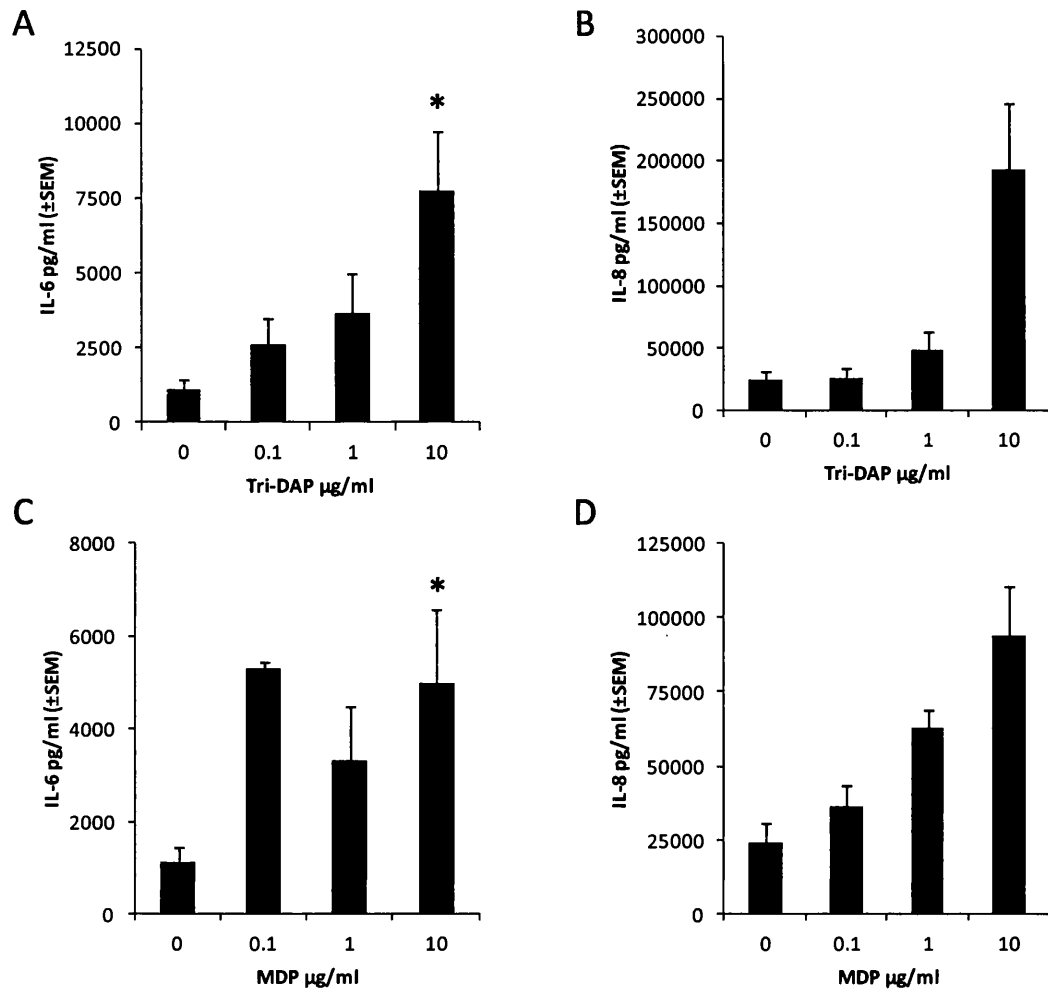 A
IL-6 pg/ml (±SEM)
12500
10000
7500
5000
2500
0
*
0 0.1 1 10
Tri-DAP µg/ml
B
IL-8 pg/ml (±SEM)
300000
250000
200000
150000
100000
50000
0
0 0.1 1 10
Tri-DAP µg/ml
C
IL-6 pg/ml (±SEM)
8000
6000
4000
2000
0
*
0 0.1 1 10
MDP µg/ml
D
IL-8 pg/ml (±SEM)
125000
100000
75000
50000
25000
0
0 0.1 1 10
MDP µg/ml